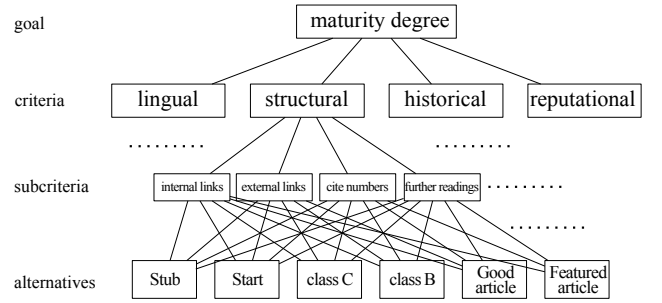 goal
maturity degree
criteria
lingual
structural
historical
reputational
.........
.........
subcriteria
internal links
external links
cite numbers
further readings
.........
.........
alternatives
Stub
Start
class C
class B
Good
article
Featured
article